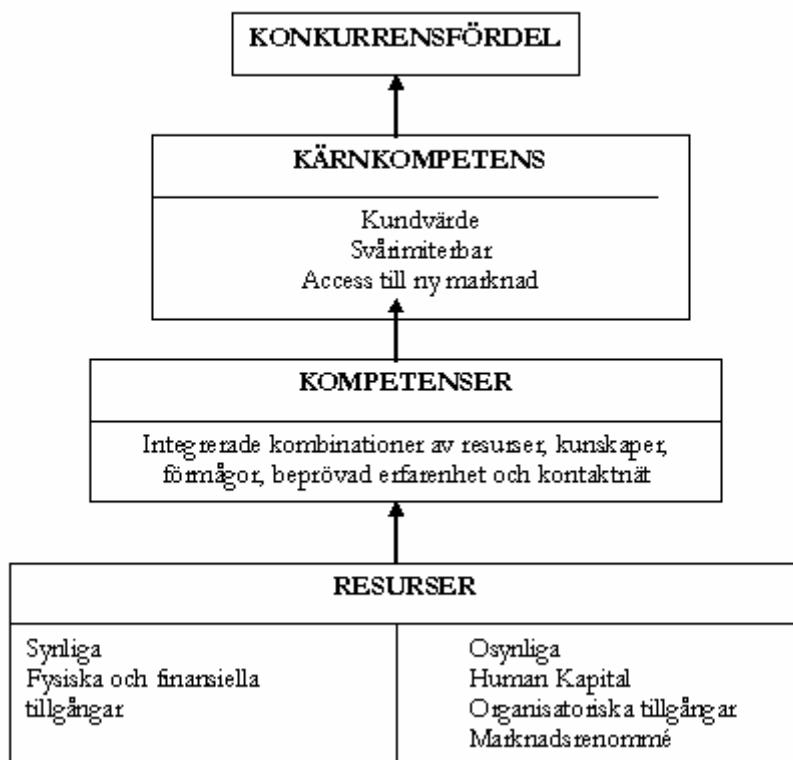 KONKURRENSFÖRDEL
KÄRNKOMPETENS
Kundvärde
Svårimiterbar
Access till ny marknad
KOMPETENSER
Integrerade kombinationer av resurser, kunskaper,
förmågor, beprövad erfarenhet och kontaktnät
RESURSER
Synliga
Fysiska och finansiella
tillgångar
Osynliga
Human Kapital
Organisatoriska tillgångar
Marknadsrenommé